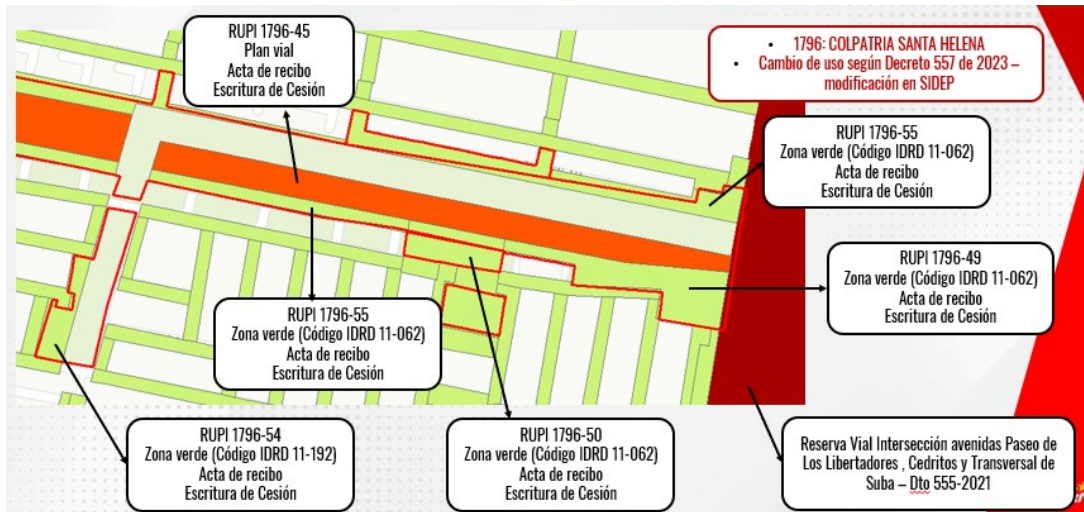 RUPI 1796-45
Plan vial
Acta de recibo
Escritura de Cesión
• 1796: COLPATRIA SANTA HELENA
• Cambio de uso según Decreto 557 de 2023 –
modificación en SIDEP
RUPI 1796-55
Zona verde (Código IDRD 11-062)
Acta de recibo
Escritura de Cesión
RUPI 1796-49
Zona verde (Código IDRD 11-062)
Acta de recibo
Escritura de Cesión
RUPI 1796-55
Zona verde (Código IDRD 11-062)
Acta de recibo
Escritura de Cesión
RUPI 1796-54
Zona verde (Código IDRD 11-192)
Acta de recibo
Escritura de Cesión
RUPI 1796-50
Zona verde (Código IDRD 11-062)
Acta de recibo
Escritura de Cesión
Reserva Vial Intersección avenidas Paseo de
Los Libertadores , Cedritos y Transversal de
Suba – Dto 555-2021